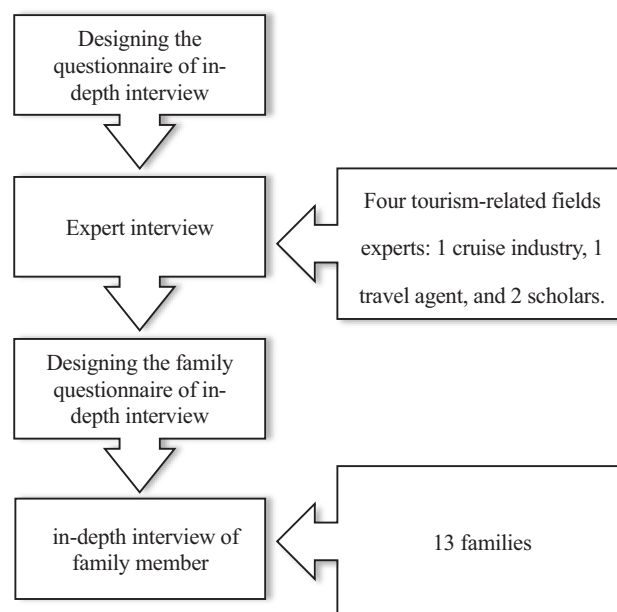 Designing the
questionnaire of in-
depth interview
Expert interview
Four tourism-related fields
experts: 1 cruise industry, 1
travel agent, and 2 scholars.
Designing the family
questionnaire of in-
depth interview
in-depth interview of
family member
13 families